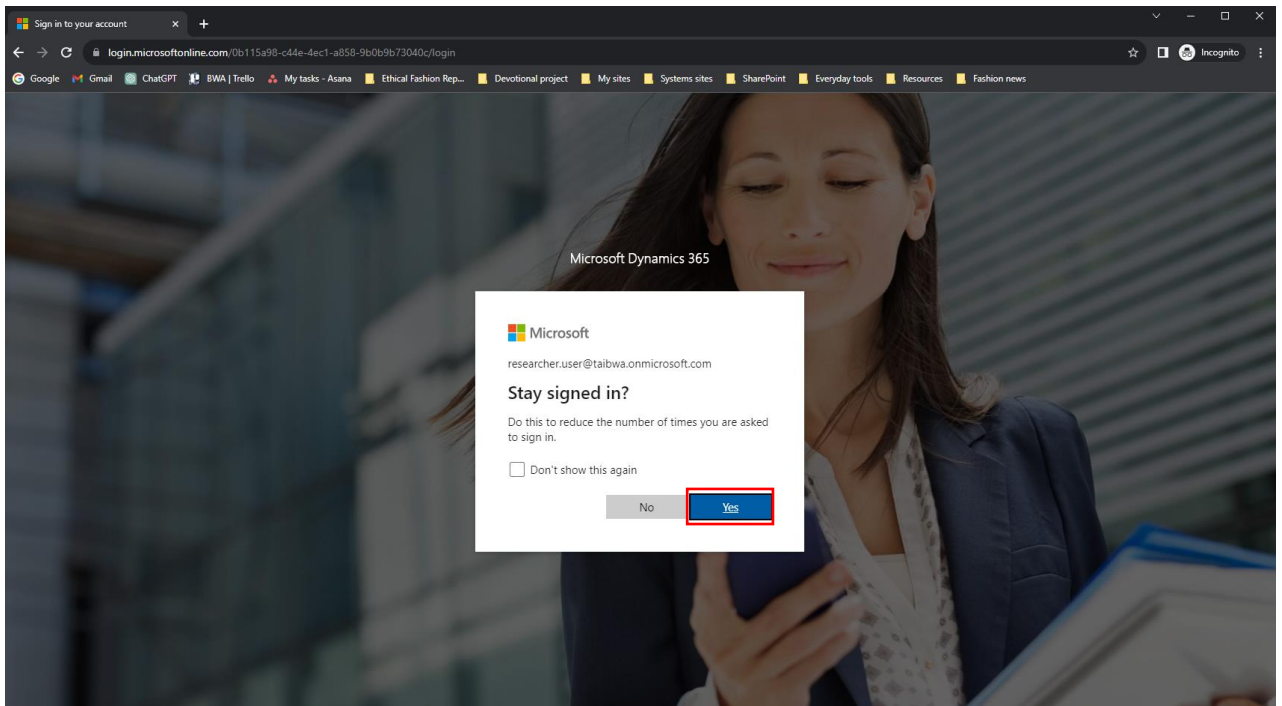 Sign in to your account
login.microsoftonline.com/0b115a98-c44e-4ec1-a858-9b0b9b73040c/login
Incognito
Google Gmail ChatGPT BWA | Trello My tasks - Asana Ethical Fashion Rep... Devotional project My sites Systems sites SharePoint Everyday tools Resources Fashion news
Microsoft Dynamics 365
Microsoft
researcher.user@taibwa.onmicrosoft.com
Stay signed in?
Do this to reduce the number of times you are asked
to sign in.
Don't show this again
No Yes